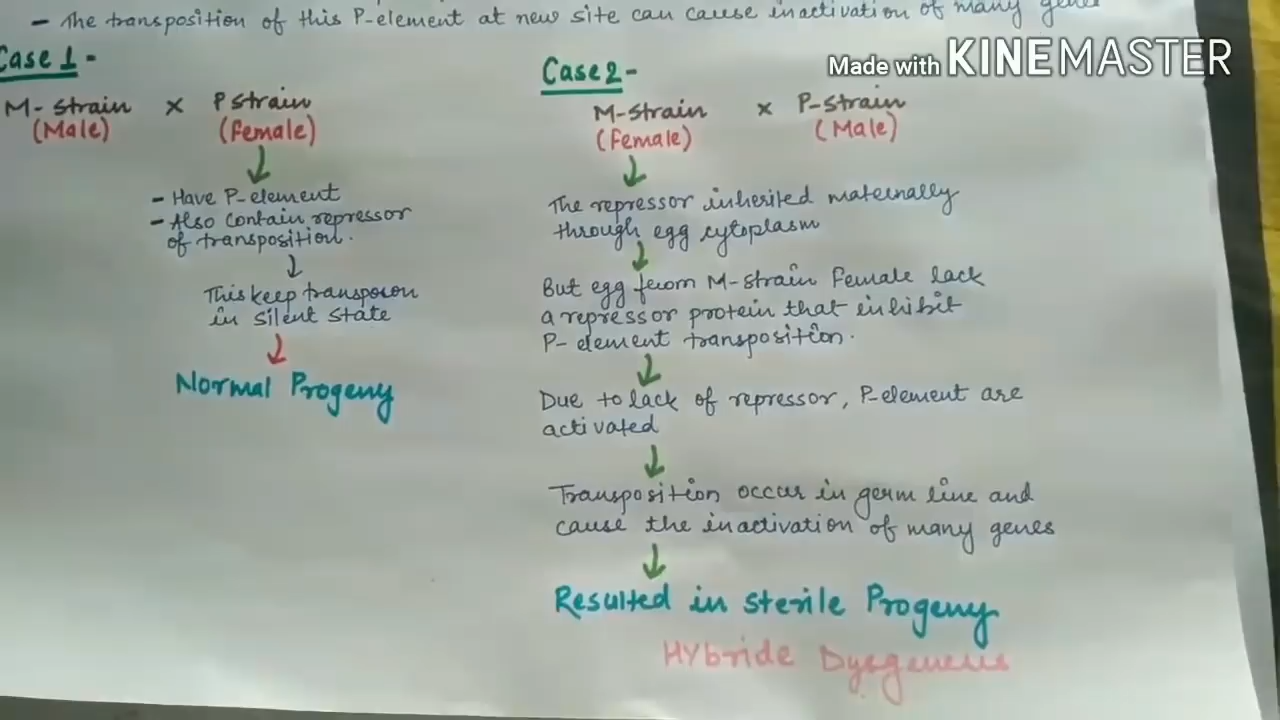 - The transposition of this P-element at new site can cause inactivation of many genes
Made with KINEMASTER
Case 1 -
M-Strain × P Strain
(Male) (Female)
- Have P-element
- Also contain repressor
of transposition.
This keep transposon
in silent state
Normal Progeny
Case 2 -
M-Strain × P-Strain
(Female) (Male)
The repressor inherited maternally
through egg cytoplasm
But egg from M-Strain Female lack
a repressor protein that inhibit
P- element transposition.
Due to lack of repressor, P-element are
activated
Transposition occur in germ line and
cause the inactivation of many genes
Resulted in sterile Progeny
Hybride Dysgenesis